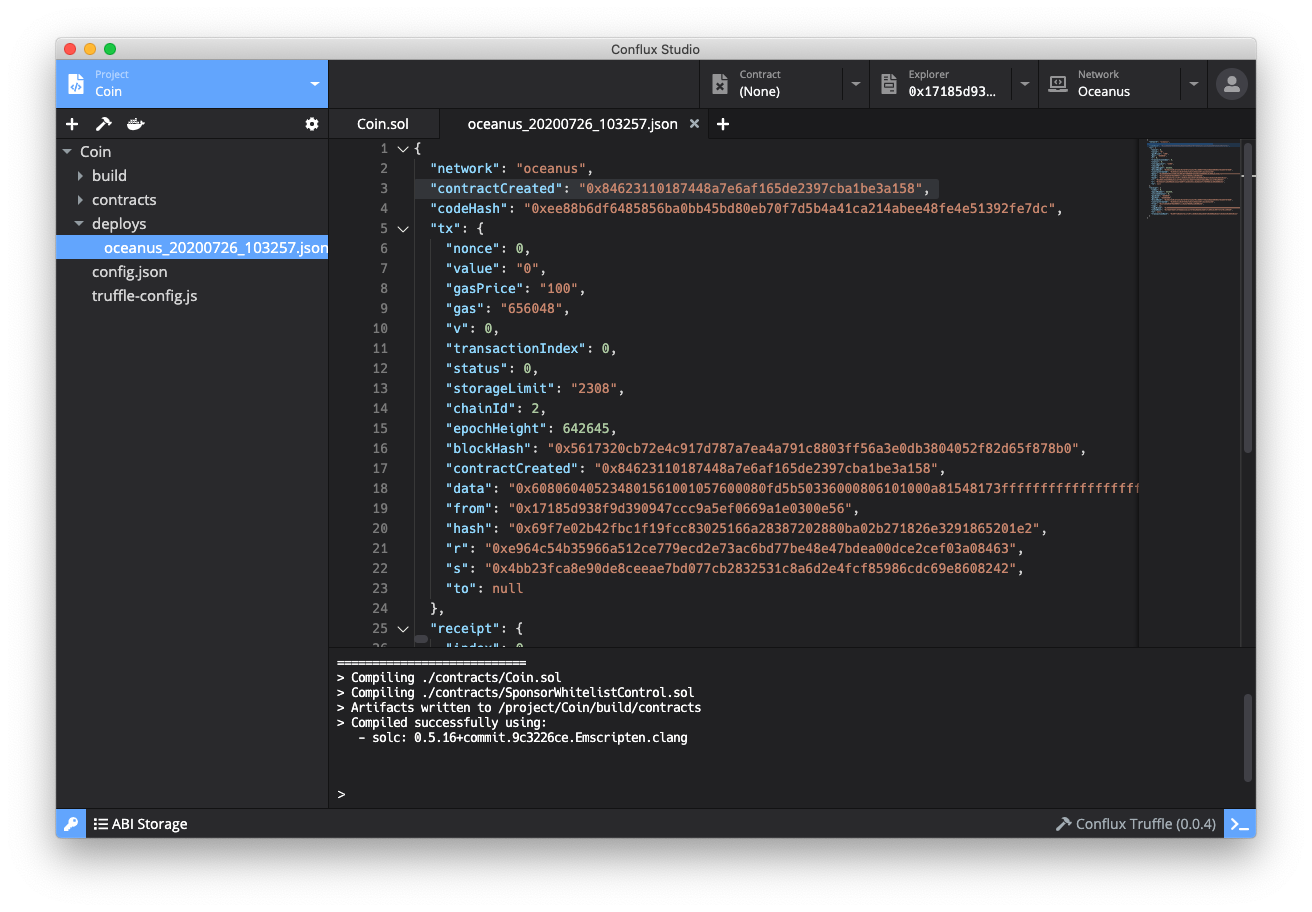 Conflux Studio
Project
Coin
Contract
(None)
Explorer
0x17185d93...
Network
Oceanus
Coin.sol
oceanus_20200726_103257.json
Coin
build
contracts
deploys
oceanus_20200726_103257.json
config.json
truffle-config.js
1 {
2 "network": "oceanus",
3 "contractCreated": "0x84623110187448a7e6af165de2397cba1be3a158",
4 "codeHash": "0xee88b6df6485856ba0bb45bd80eb70f7d5b4a41ca214abee48fe4e51392fe7dc",
5 "tx": {
6 "nonce": 0,
7 "value": "0",
8 "gasPrice": "100",
9 "gas": "656048",
10 "v": 0,
11 "transactionIndex": 0,
12 "status": 0,
13 "storageLimit": "2308",
14 "chainId": 2,
15 "epochHeight": 642645,
16 "blockHash": "0x5617320cb72e4c917d787a7ea4a791c8803ff56a3e0db3804052f82d65f878b0",
17 "contractCreated": "0x84623110187448a7e6af165de2397cba1be3a158",
18 "data": "0x608060405234801561001057600080fd5b50336000806101000a81548173ffffffffffffffffff
19 "from": "0x17185d938f9d390947ccc9a5ef0669a1e0300e56",
20 "hash": "0x69f7e02b42fbc1f19fcc83025166a28387202880ba02b271826e3291865201e2",
21 "r": "0xe964c54b35966a512ce779ecd2e73ac6bd77be48e47bdea00dce2cef03a08463",
22 "s": "0x4bb23fca8e90de8ceeae7bd077cb2832531c8a6d2e4fcf85986cdc69e8608242",
23 "to": null
24 },
25 "receipt": {
26 "index": 0
===========================
> Compiling ./contracts/Coin.sol
> Compiling ./contracts/SponsorWhitelistControl.sol
> Artifacts written to /project/Coin/build/contracts
> Compiled successfully using:
- solc: 0.5.16+commit.9c3226ce.Emscripten.clang
>
ABI Storage
Conflux Truffle (0.0.4)